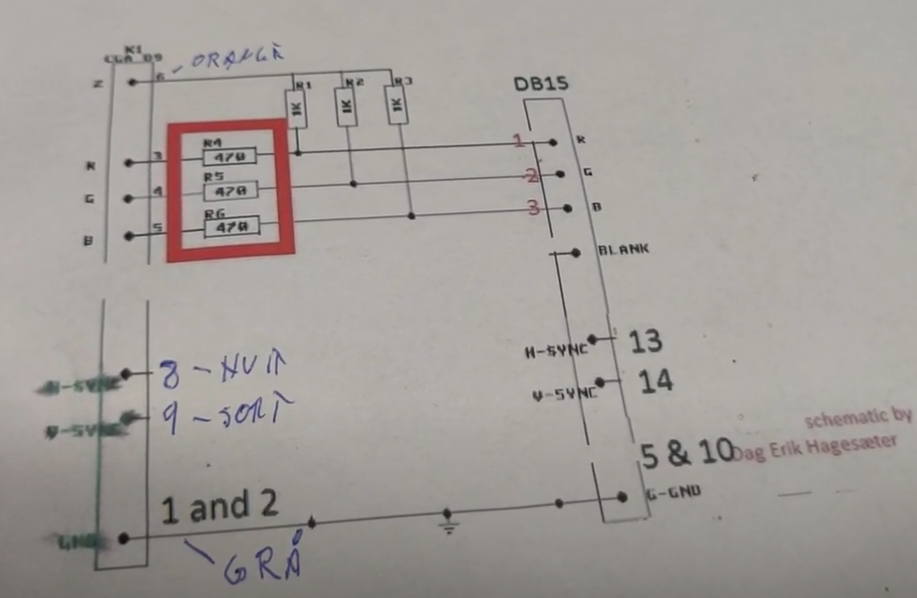 K1
CGA D9
6 - ORANGE
Z
R1
R2
R3
1K
1K
1K
DB15
R4
R 3 470 1 R
R5
G 4 470 2 G
R6
B 5 470 3 B
BLANK
H-SYNC 13
8 - HVIT
H-SYNC
V-SYNC 14
9 - SORT
V-SYNC
schematic by
5 & 10 Dag Erik Hagesæter
G-GND
1 and 2
GND
GRÅ